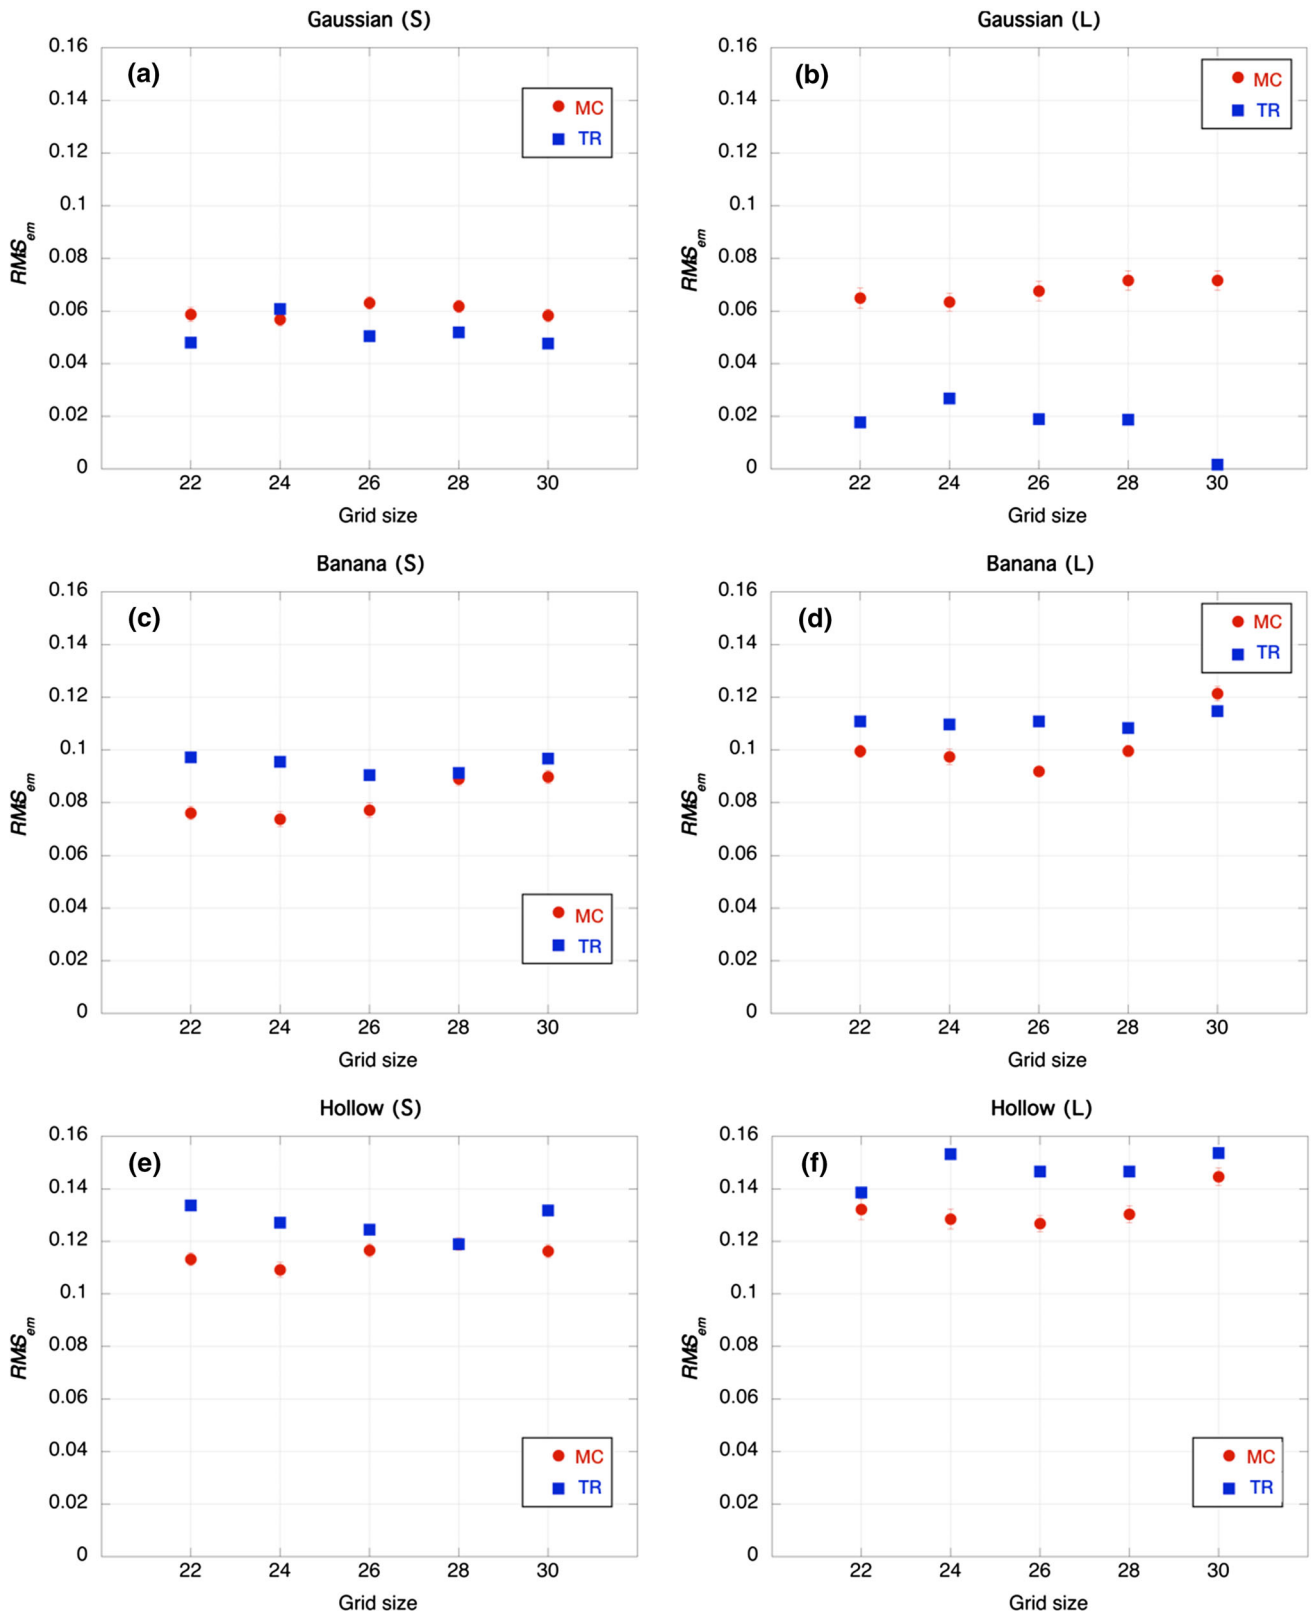 Gaussian (S)
(a)
MC
TR
0.16
0.14
0.12
0.1
0.08
0.06
0.04
0.02
0
RMS_em
22 24 26 28 30
Grid size
Gaussian (L)
(b)
MC
TR
0.16
0.14
0.12
0.1
0.08
0.06
0.04
0.02
0
RMS_em
22 24 26 28 30
Grid size
Banana (S)
(c)
0.16
0.14
0.12
0.1
0.08
0.06
0.04
0.02
0
RMS_em
MC
TR
22 24 26 28 30
Grid size
Banana (L)
(d)
MC
TR
0.16
0.14
0.12
0.1
0.08
0.06
0.04
0.02
0
RMS_em
22 24 26 28 30
Grid size
Hollow (S)
(e)
0.16
0.14
0.12
0.1
0.08
0.06
0.04
0.02
0
RMS_em
MC
TR
22 24 26 28 30
Grid size
Hollow (L)
(f)
0.16
0.14
0.12
0.1
0.08
0.06
0.04
0.02
0
RMS_em
MC
TR
22 24 26 28 30
Grid size